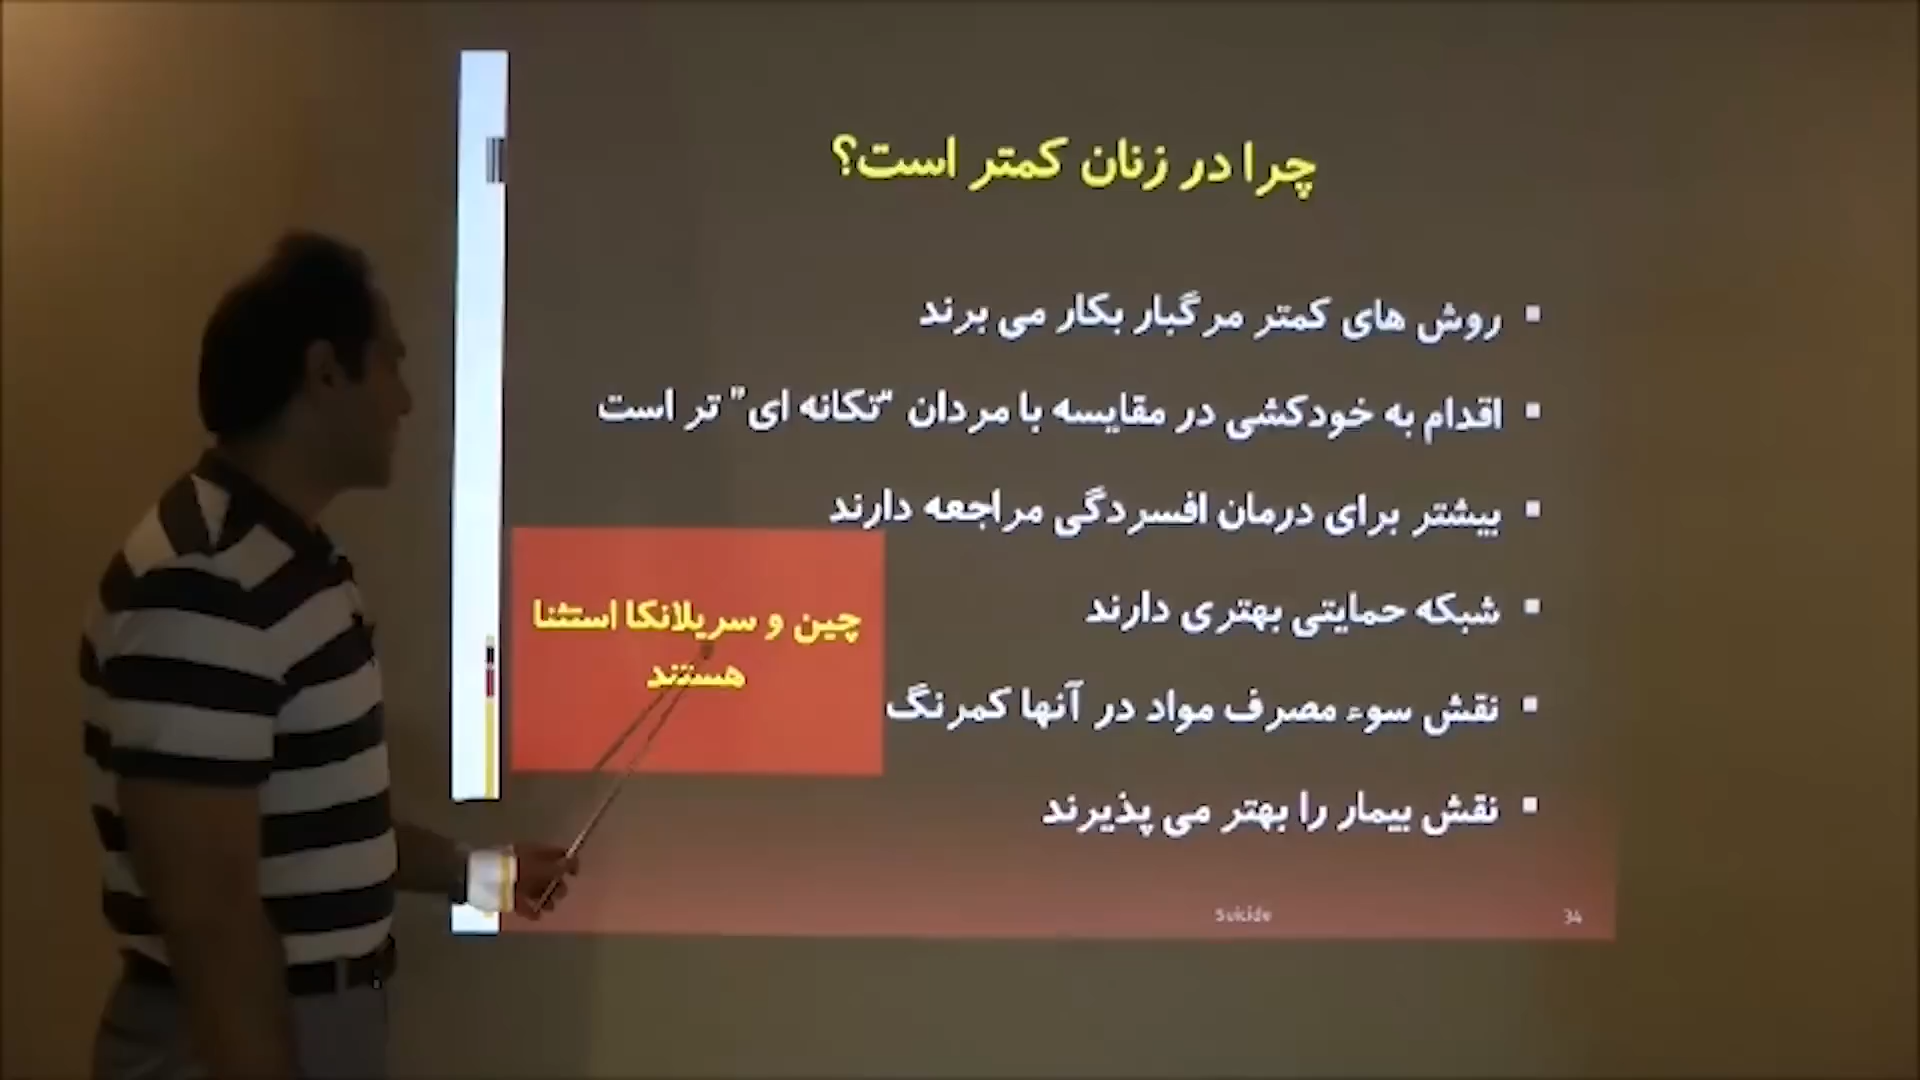 چرا در زنان کمتر است؟
روش های کمتر مرگبار بکار می برند
اقدام به خودکشی در مقایسه با مردان "تکانه ای" تر است
بیشتر برای درمان افسردگی مراجعه دارند
شبکه حمایتی بهتری دارند
نقش سوء مصرف مواد در آنها کمرنگ
نقش بیمار را بهتر می پذیرند
چین و سریلانکا استثنا
هستند
Suicide
34